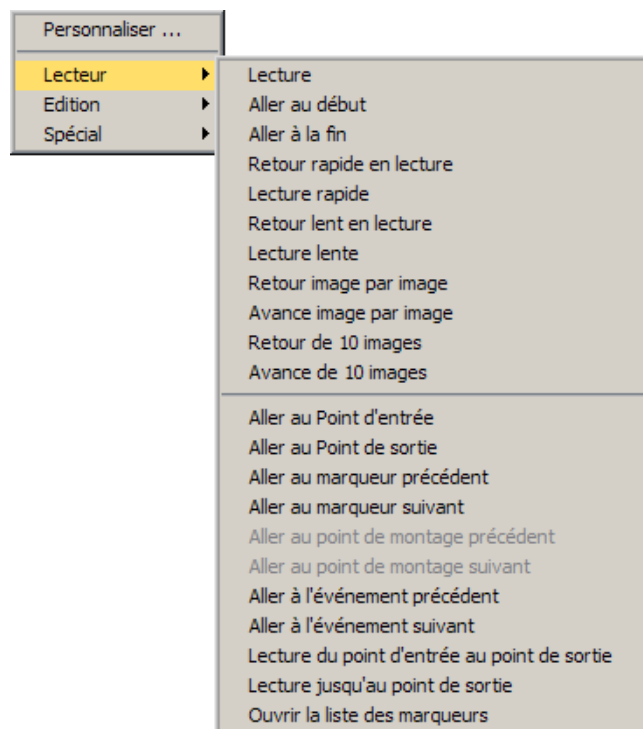 Personnaliser ...
Lecteur
Edition
Spécial
Lecture
Aller au début
Aller à la fin
Retour rapide en lecture
Lecture rapide
Retour lent en lecture
Lecture lente
Retour image par image
Avance image par image
Retour de 10 images
Avance de 10 images
Aller au Point d'entrée
Aller au Point de sortie
Aller au marqueur précédent
Aller au marqueur suivant
Aller au point de montage précédent
Aller au point de montage suivant
Aller à l'événement précédent
Aller à l'événement suivant
Lecture du point d'entrée au point de sortie
Lecture jusqu'au point de sortie
Ouvrir la liste des marqueurs